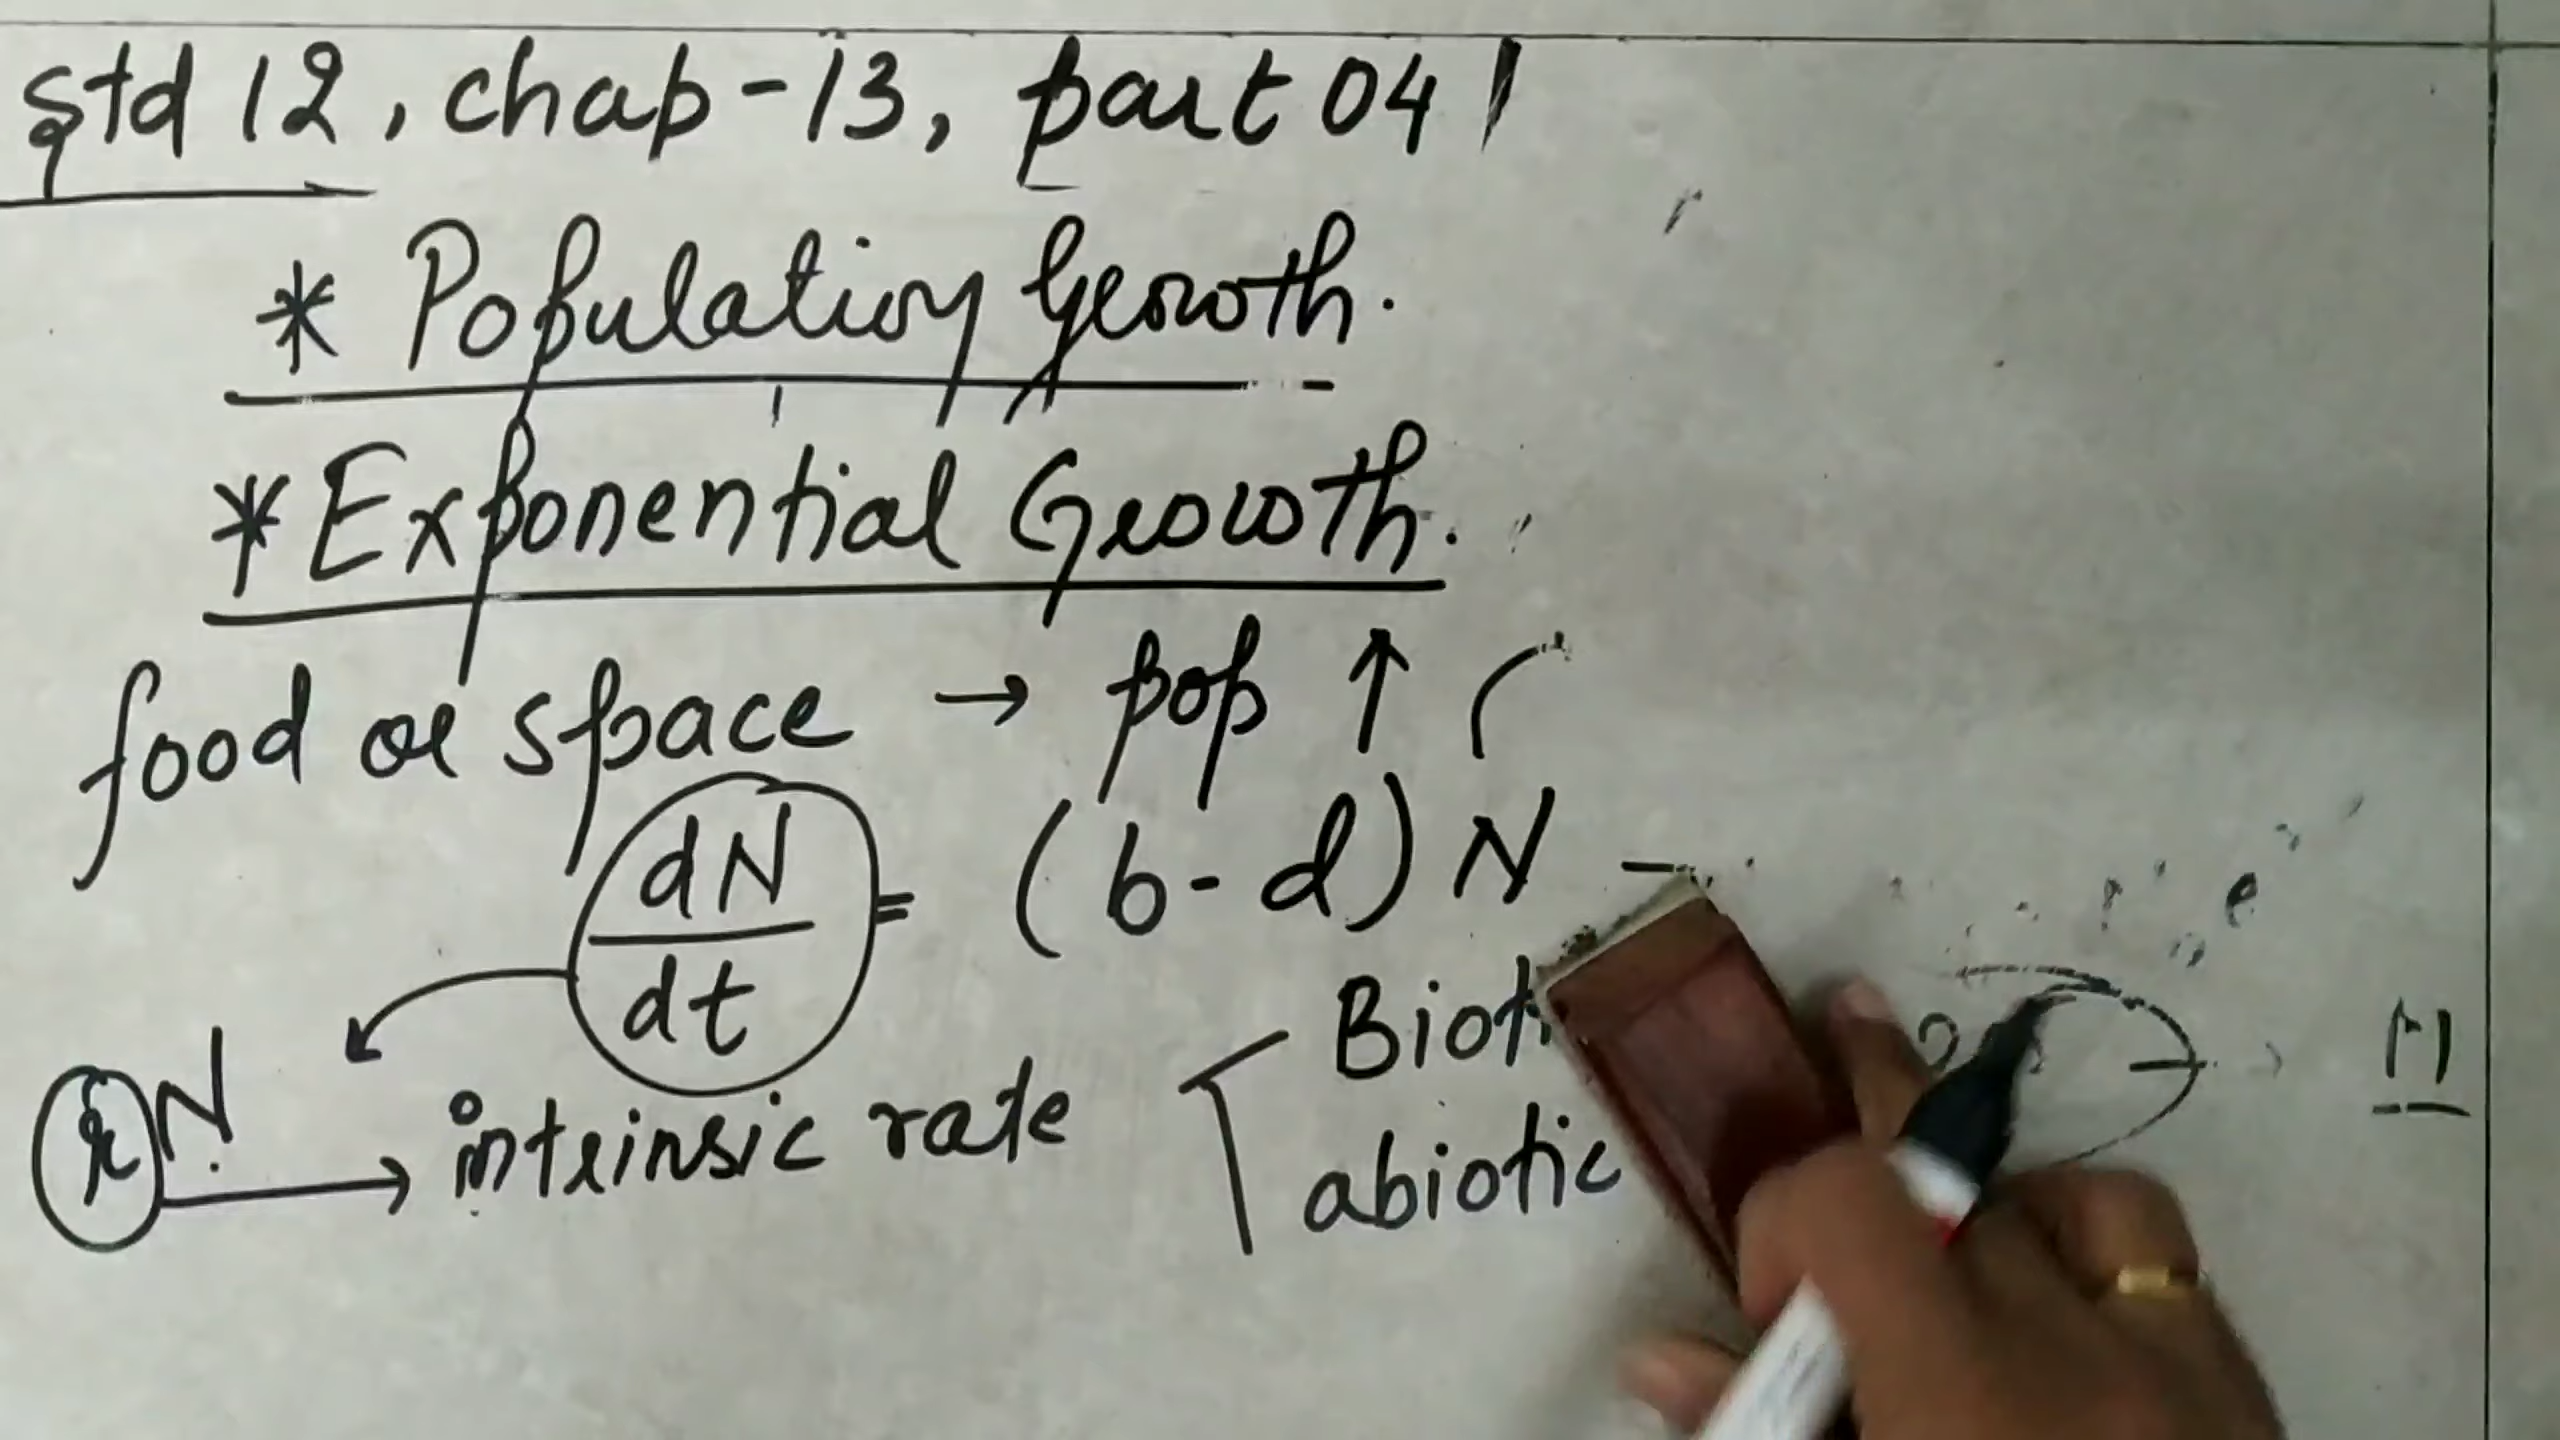 std 12, chap-13, part 04
* Population Growth.
* Exponential Growth.
food or space → pop ↑
dN/dt = (b-d) N -
rN → intrinsic rate
Bioti
abiotic